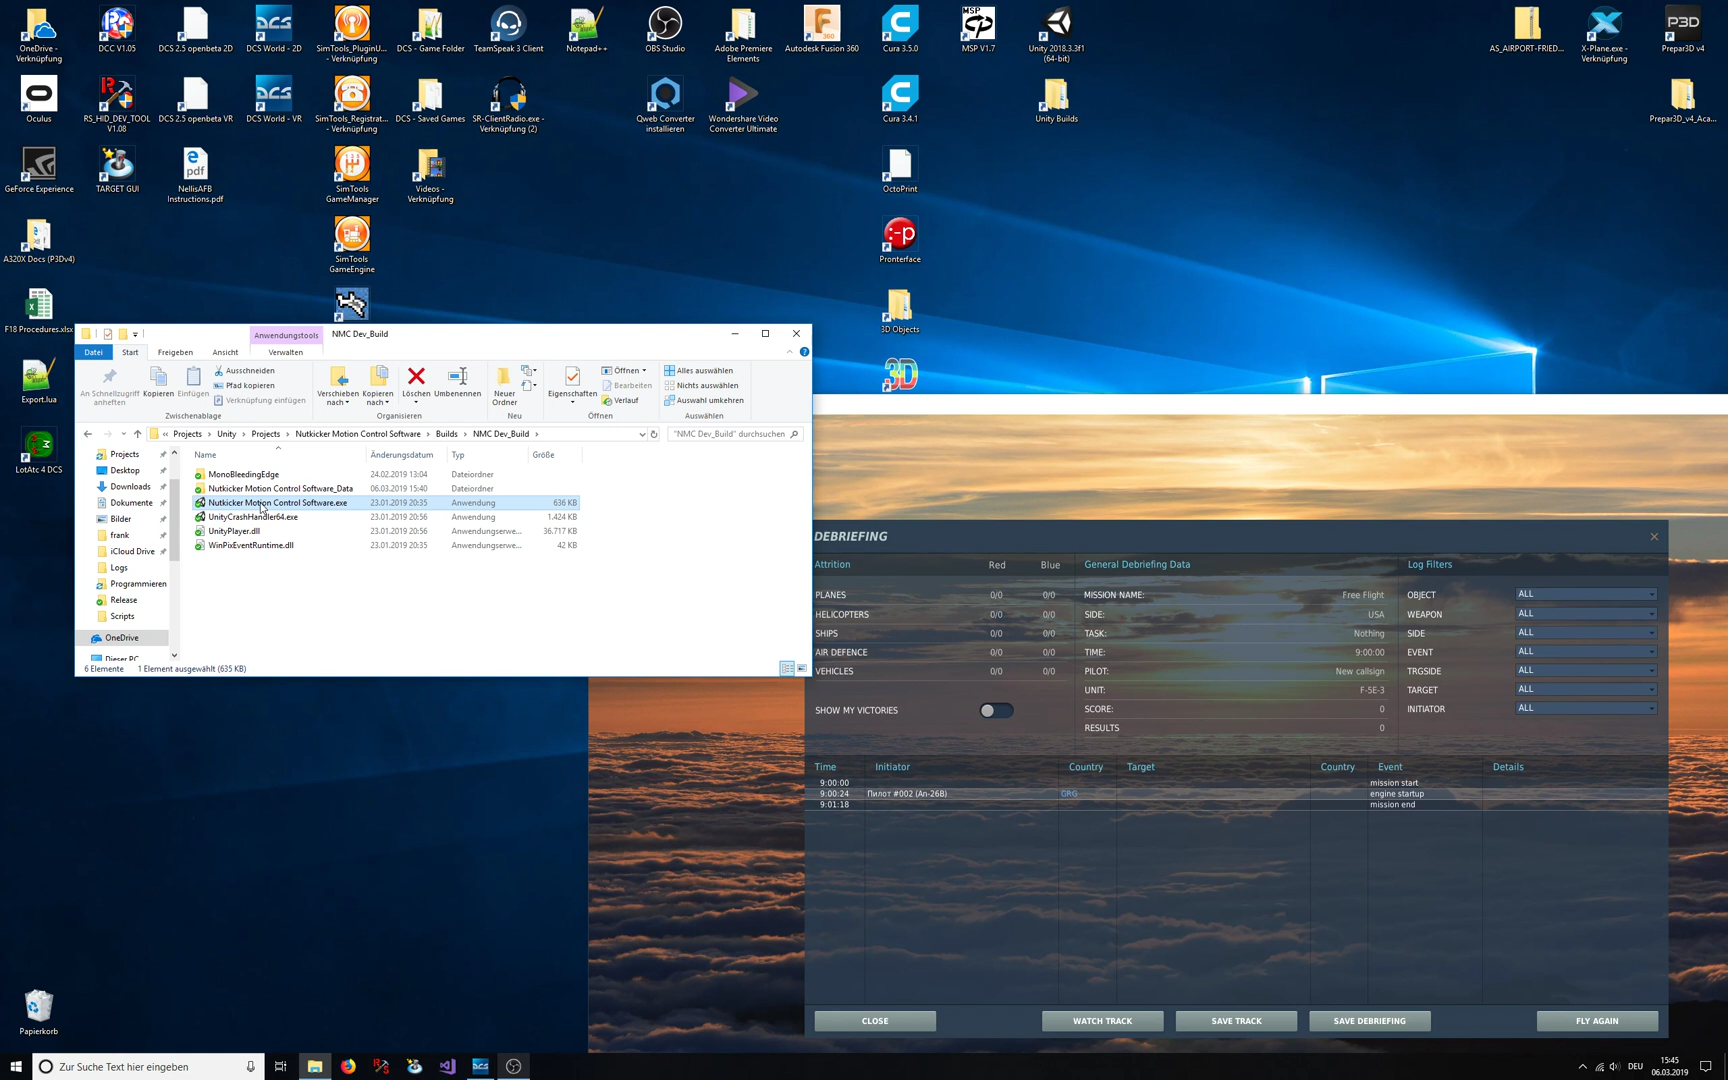 OneDrive -
Verknüpfung
DCC V1.05
DCS 2.5 openbeta 2D
DCS World - 2D
SimTools_PluginU...
- Verknüpfung
DCS - Game Folder
TeamSpeak 3 Client
Notepad++
OBS Studio
Adobe Premiere
Elements
Autodesk Fusion 360
Cura 3.5.0
MSP V1.7
Unity 2018.3.3f1
(64-bit)
AS_AIRPORT-FRIED...
X-Plane.exe -
Verknüpfung
Prepar3D v4
Oculus
RS_HID_DEV_TOOL
V1.08
DCS 2.5 openbeta VR
DCS World - VR
SimTools_Registrat...
- Verknüpfung
DCS - Saved Games
SR-ClientRadio.exe -
Verknüpfung (2)
Qweb Converter
installieren
Wondershare Video
Converter Ultimate
Cura 3.4.1
Unity Builds
Prepar3D_v4_Aca...
GeForce Experience
TARGET GUI
NellisAFB
Instructions.pdf
SimTools
GameManager
Videos -
Verknüpfung
OctoPrint
A320X Docs (P3Dv4)
SimTools
GameEngine
Pronterface
F18 Procedures.xlsx
3D Objects
Export.lua
LotAtc 4 DCS
Papierkorb
Anwendungstools
NMC Dev_Build
Datei
Start
Freigeben
Ansicht
Verwalten
An Schnellzugriff
anheften
Kopieren
Einfügen
Ausschneiden
Pfad kopieren
Verknüpfung einfügen
Zwischenablage
Verschieben
nach
Kopieren
nach
Löschen
Umbenennen
Organisieren
Neuer
Ordner
Neu
Eigenschaften
Öffnen
Bearbeiten
Verlauf
Öffnen
Alles auswählen
Nichts auswählen
Auswahl umkehren
Auswählen
« Projects > Unity > Projects > Nutkicker Motion Control Software > Builds > NMC Dev_Build >
"NMC Dev_Build" durchsuchen
Projects
Desktop
Downloads
Dokumente
Bilder
frank
iCloud Drive
Logs
Programmieren
Release
Scripts
OneDrive
Dieser PC
Name Änderungsdatum Typ Größe
MonoBleedingEdge 24.02.2019 13:04 Dateiordner
Nutkicker Motion Control Software_Data 06.03.2019 15:40 Dateiordner
Nutkicker Motion Control Software.exe 23.01.2019 20:35 Anwendung 636 KB
UnityCrashHandler64.exe 23.01.2019 20:56 Anwendung 1.424 KB
UnityPlayer.dll 23.01.2019 20:56 Anwendungserwe... 36.717 KB
WinPixEventRuntime.dll 23.01.2019 20:35 Anwendungserwe... 42 KB
6 Elemente 1 Element ausgewählt (635 KB)
DEBRIEFING
Attrition Red Blue
PLANES 0/0 0/0
HELICOPTERS 0/0 0/0
SHIPS 0/0 0/0
AIR DEFENCE 0/0 0/0
VEHICLES 0/0 0/0
SHOW MY VICTORIES
General Debriefing Data
MISSION NAME: Free Flight
SIDE: USA
TASK: Nothing
TIME: 9:00:00
PILOT: New callsign
UNIT: F-5E-3
SCORE: 0
RESULTS 0
Log Filters
OBJECT ALL
WEAPON ALL
SIDE ALL
EVENT ALL
TRGSIDE ALL
TARGET ALL
INITIATOR ALL
Time Initiator Country Target Country Event Details
9:00:00 mission start
9:00:24 Пилот #002 (An-26B) GRG engine startup
9:01:18 mission end
CLOSE
WATCH TRACK
SAVE TRACK
SAVE DEBRIEFING
FLY AGAIN
Zur Suche Text hier eingeben
DEU
15:45
06.03.2019